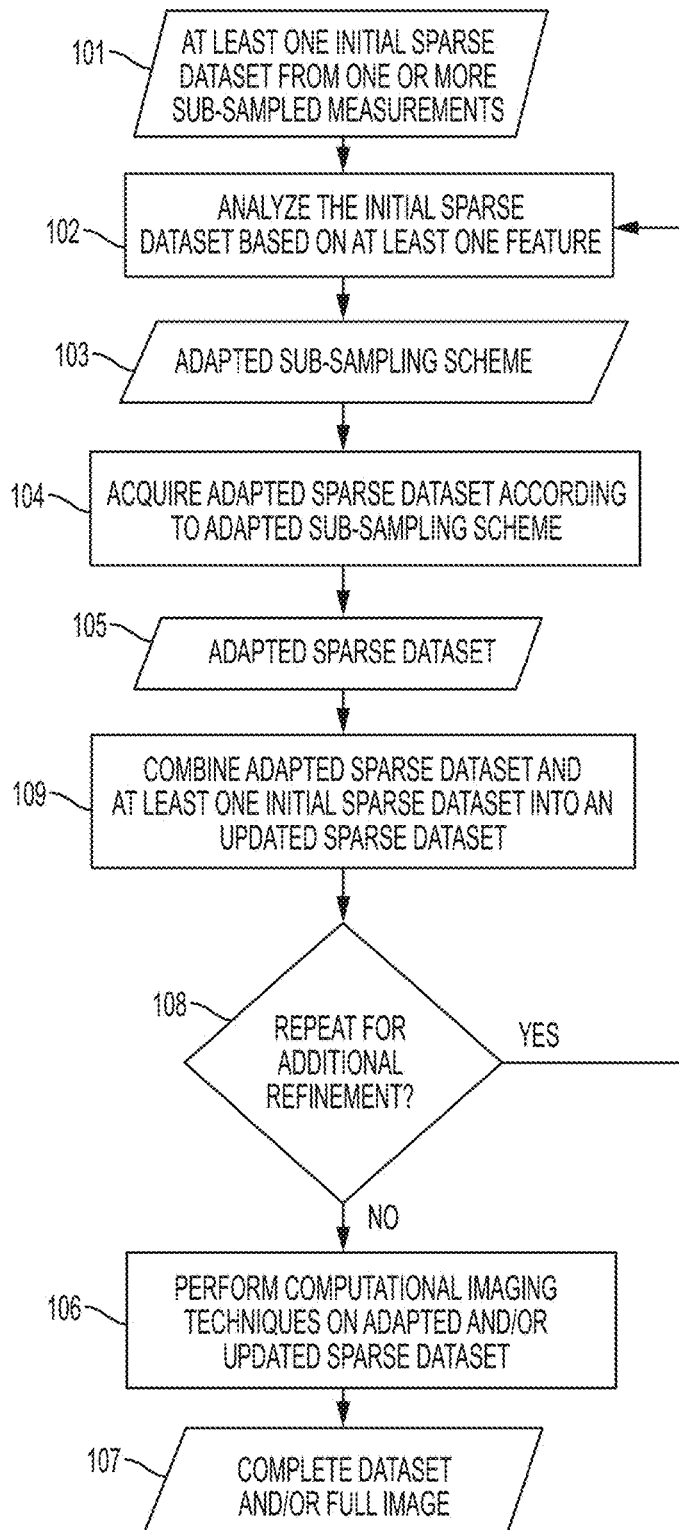 101
AT LEAST ONE INITIAL SPARSE
DATASET FROM ONE OR MORE
SUB-SAMPLED MEASUREMENTS
102
ANALYZE THE INITIAL SPARSE
DATASET BASED ON AT LEAST ONE FEATURE
103
ADAPTED SUB-SAMPLING SCHEME
104
ACQUIRE ADAPTED SPARSE DATASET ACCORDING
TO ADAPTED SUB-SAMPLING SCHEME
105
ADAPTED SPARSE DATASET
109
COMBINE ADAPTED SPARSE DATASET AND
AT LEAST ONE INITIAL SPARSE DATASET INTO AN
UPDATED SPARSE DATASET
108
REPEAT FOR
ADDITIONAL
REFINEMENT?
YES
NO
106
PERFORM COMPUTATIONAL IMAGING
TECHNIQUES ON ADAPTED AND/OR
UPDATED SPARSE DATASET
107
COMPLETE DATASET
AND/OR FULL IMAGE